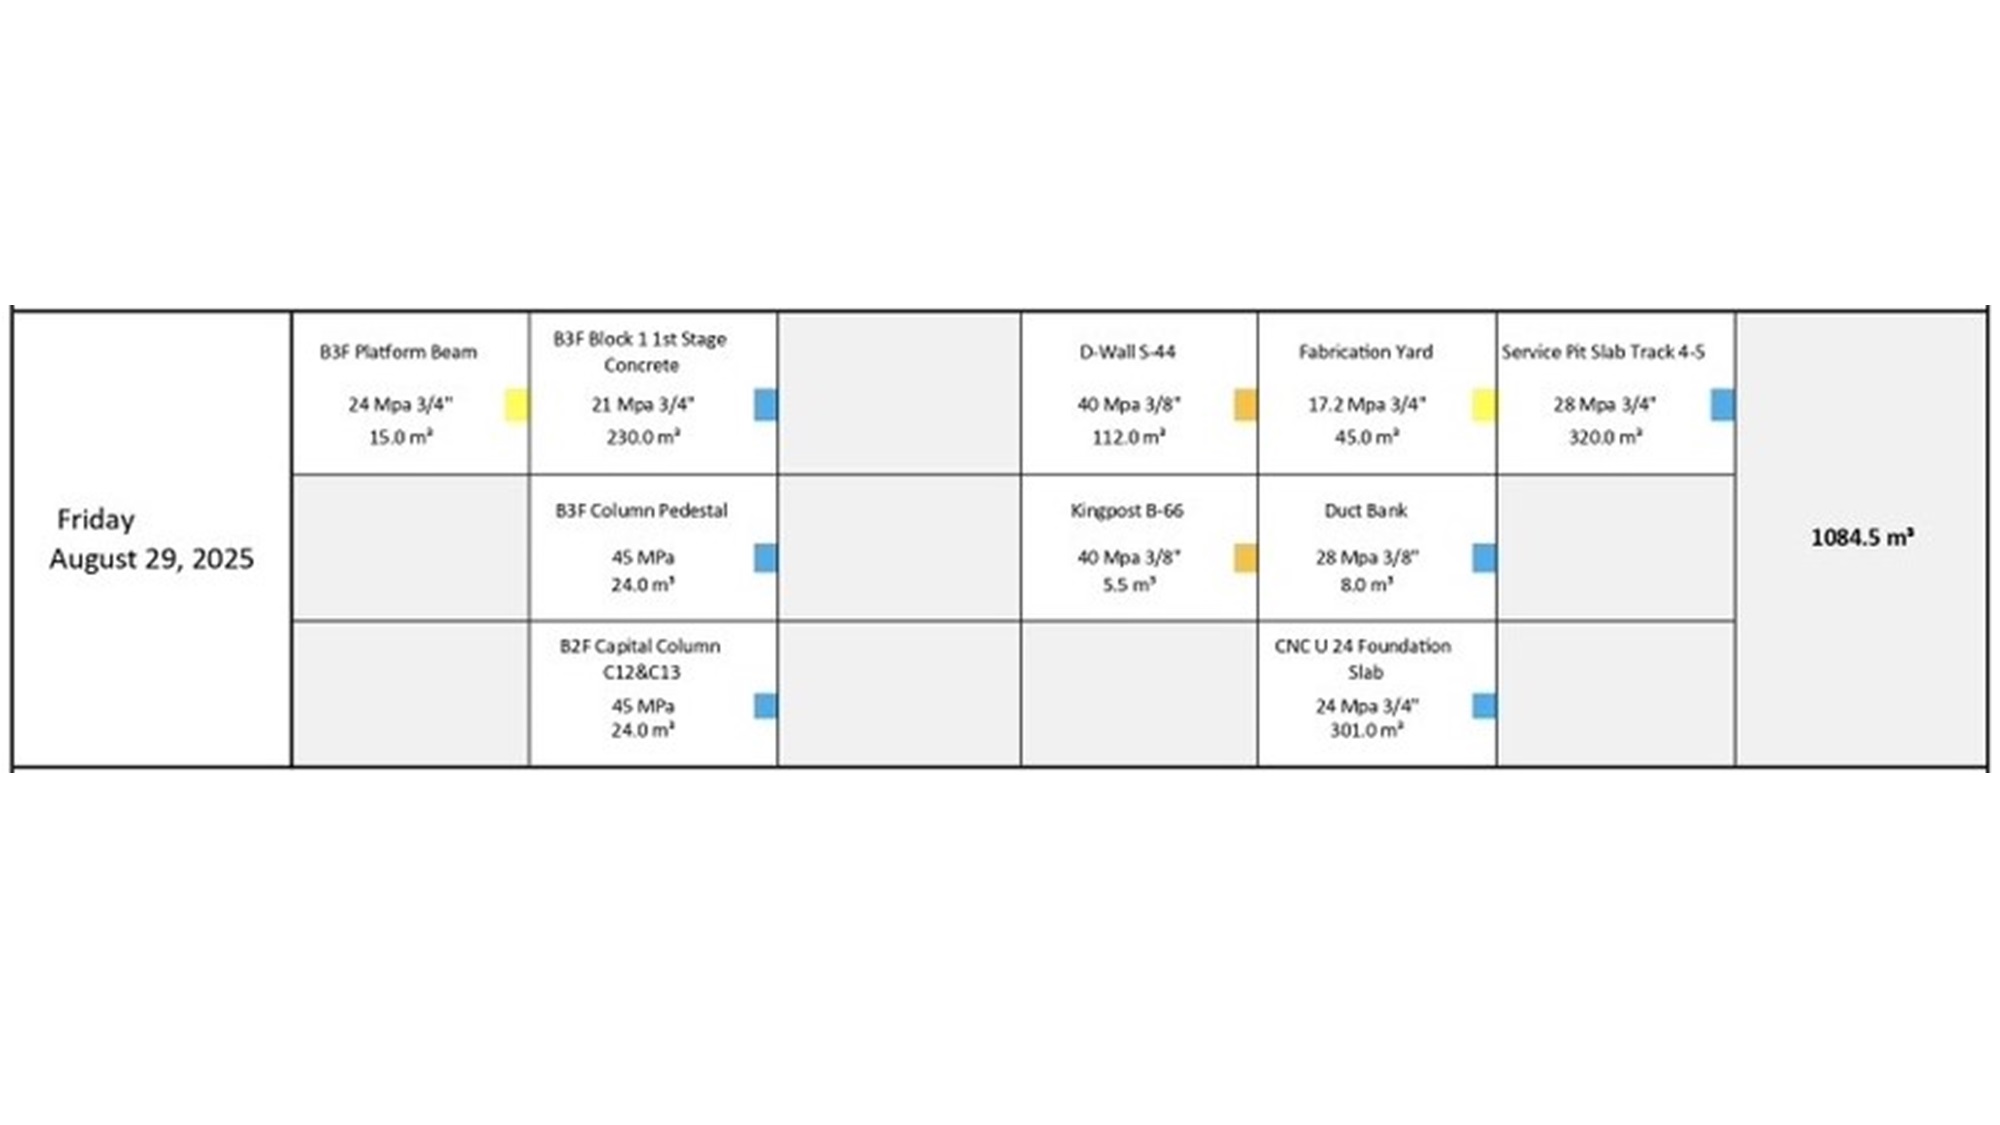 Friday
August 29, 2025
B3F Platform Beam
24 Mpa 3/4"
15.0 m³
B3F Block 1 1st Stage
Concrete
21 Mpa 3/4"
230.0 m³
D-Wall S-44
40 Mpa 3/8"
112.0 m³
Fabrication Yard
17.2 Mpa 3/4"
45.0 m³
Service Pit Slab Track 4-5
28 Mpa 3/4"
320.0 m³
B3F Column Pedestal
45 MPa
24.0 m³
Kingpost B-66
40 Mpa 3/8"
5.5 m³
Duct Bank
28 Mpa 3/8"
8.0 m³
B2F Capital Column
C12&C13
45 MPa
24.0 m³
CNC U 24 Foundation
Slab
24 Mpa 3/4"
301.0 m³
1084.5 m³